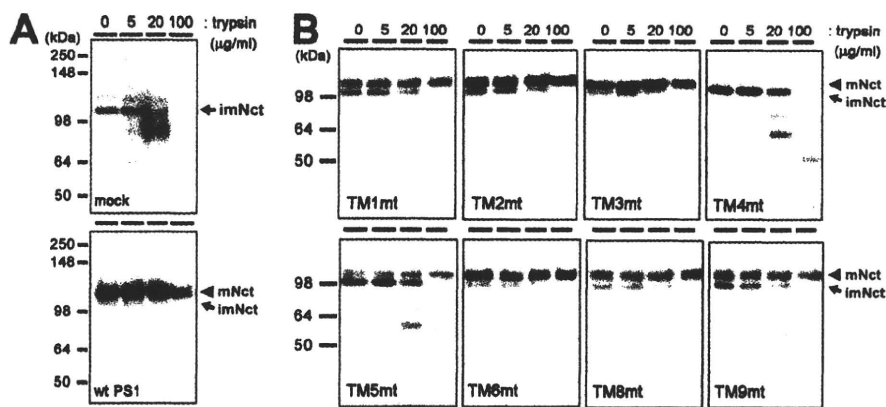 A
0 5 20 100 : trypsin
(kDa) (μg/ml)
250
148
98
64
50
imNct
mock
250
148
98
64
50
mNct
imNct
wt PS1
B
0 5 20 100 0 5 20 100 0 5 20 100 0 5 20 100 : trypsin
(kDa) (μg/ml)
98
64
50
mNct
imNct
TM1mt TM2mt TM3mt TM4mt
98
64
50
mNct
imNct
TM5mt TM6mt TM8mt TM9mt